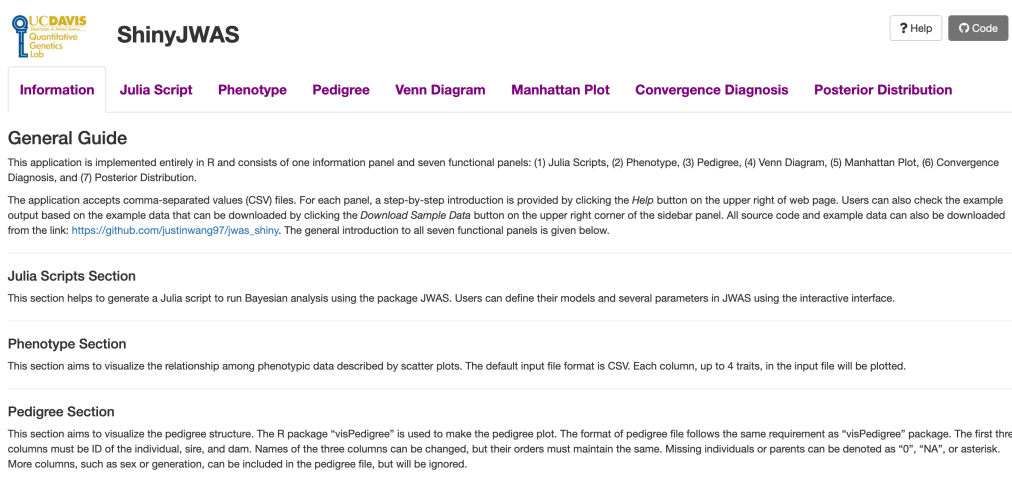 UCDAVIS
Department of Animal Science
Quantitative
Genetics
Lab
ShinyJWAS
? Help
Code
Information Julia Script Phenotype Pedigree Venn Diagram Manhattan Plot Convergence Diagnosis Posterior Distribution
General Guide
This application is implemented entirely in R and consists of one information panel and seven functional panels: (1) Julia Scripts, (2) Phenotype, (3) Pedigree, (4) Venn Diagram, (5) Manhattan Plot, (6) Convergence
Diagnosis, and (7) Posterior Distribution.
The application accepts comma-separated values (CSV) files. For each panel, a step-by-step introduction is provided by clicking the Help button on the upper right of web page. Users can also check the example
output based on the example data that can be downloaded by clicking the Download Sample Data button on the upper right corner of the sidebar panel. All source code and example data can also be downloaded
from the link: https://github.com/justinwang97/jwas_shiny. The general introduction to all seven functional panels is given below.
Julia Scripts Section
This section helps to generate a Julia script to run Bayesian analysis using the package JWAS. Users can define their models and several parameters in JWAS using the interactive interface.
Phenotype Section
This section aims to visualize the relationship among phenotypic data described by scatter plots. The default input file format is CSV. Each column, up to 4 traits, in the input file will be plotted.
Pedigree Section
This section aims to visualize the pedigree structure. The R package “visPedigree” is used to make the pedigree plot. The format of pedigree file follows the same requirement as “visPedigree” package. The first thre
columns must be ID of the individual, sire, and dam. Names of the three columns can be changed, but their orders must maintain the same. Missing individuals or parents can be denoted as “0”, “NA”, or asterisk.
More columns, such as sex or generation, can be included in the pedigree file, but will be ignored.